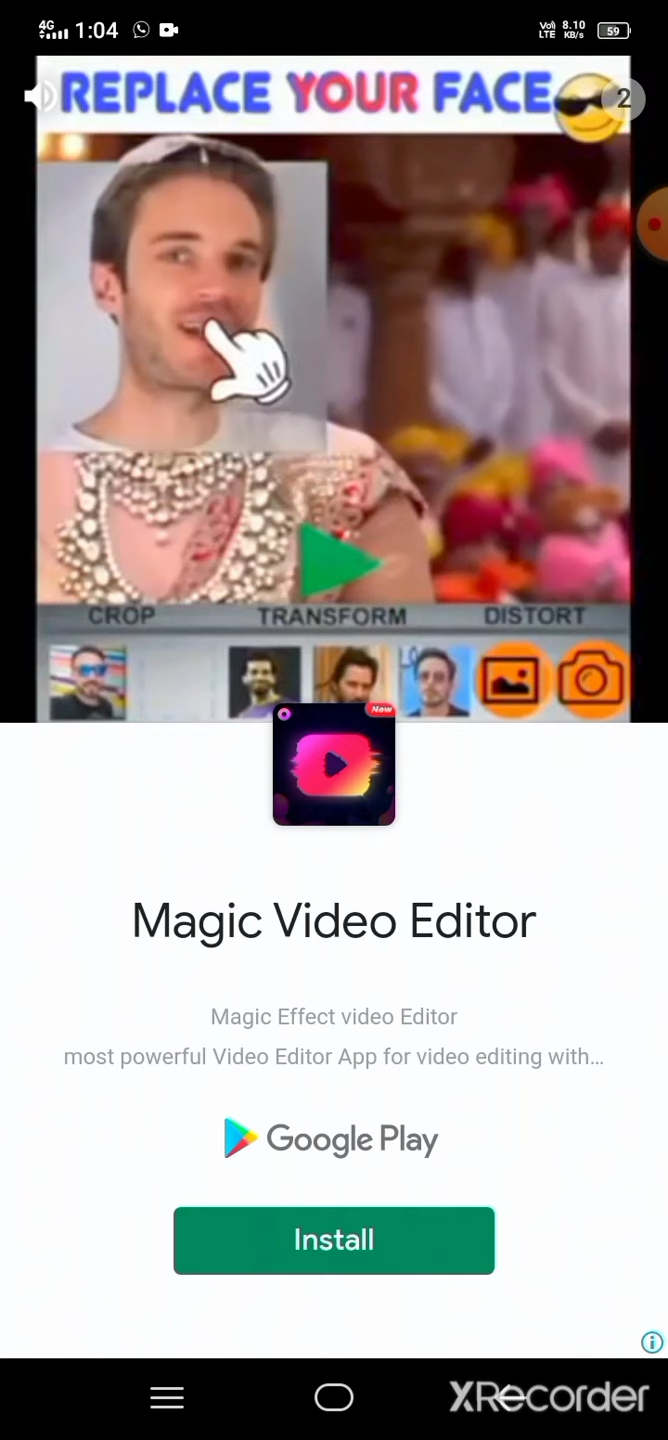 4G 1:04 Vo) LTE 8.10 KB/s 59
REPLACE YOUR FACE 2
CROP TRANSFORM DISTORT
New
Magic Video Editor
Magic Effect video Editor
most powerful Video Editor App for video editing with...
Google Play
Install
XRecorder